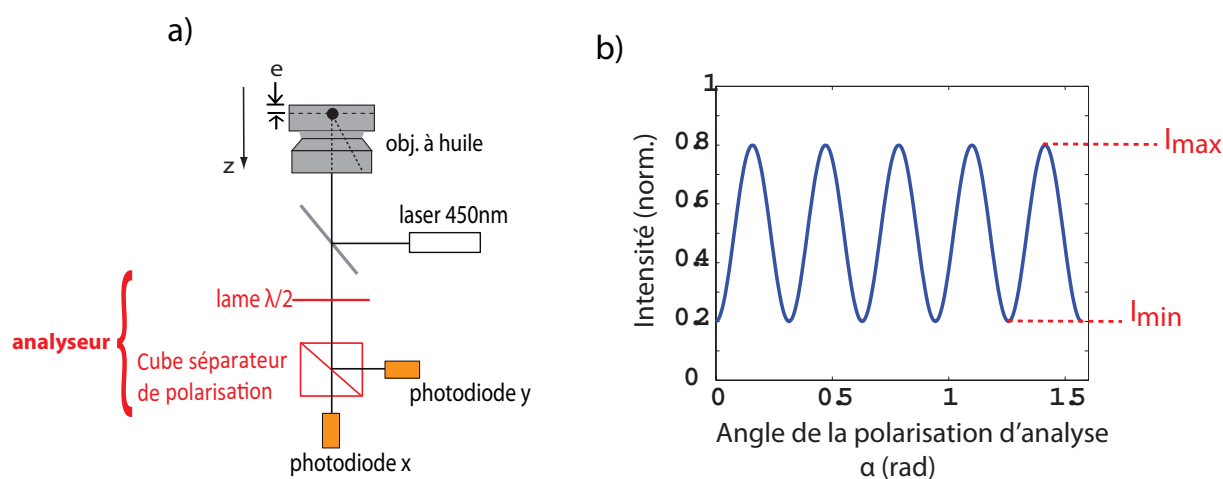 a)
e
z
obj. à huile
laser 450nm
lame λ/2
analyseur
Cube séparateur
de polarisation
photodiode y
photodiode x
b)
Intensité (norm.)
1
0.8
0.6
0.4
0.2
0
0
0.5
1
1.5
Imax
Imin
Angle de la polarisation d’analyse
α (rad)